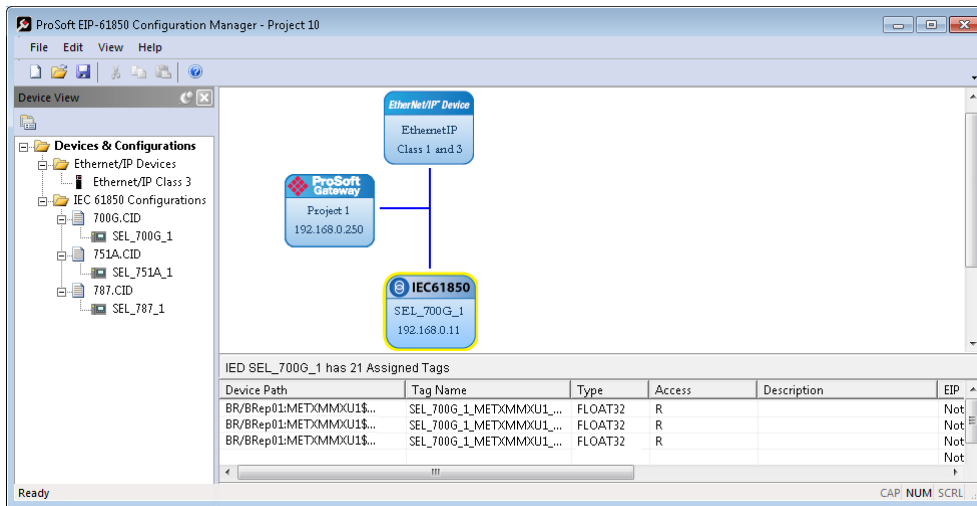 ProSoft EIP-61850 Configuration Manager - Project 10
File Edit View Help
Device View
Devices & Configurations
Ethernet/IP Devices
Ethernet/IP Class 3
IEC 61850 Configurations
700G.CID
SEL_700G_1
751A.CID
SEL_751A_1
787.CID
SEL_787_1
EtherNet/IP™ Device
EthernetIP
Class 1 and 3
ProSoft
Gateway
Project 1
192.168.0.250
IEC61850
SEL_700G_1
192.168.0.11
IED SEL_700G_1 has 21 Assigned Tags
Device Path Tag Name Type Access Description EIP
BR/BRep01:METXMMXU1$... SEL_700G_1_METXMMXU1_... FLOAT32 R Not
BR/BRep01:METXMMXU1$... SEL_700G_1_METXMMXU1_... FLOAT32 R Not
BR/BRep01:METXMMXU1$... SEL_700G_1_METXMMXU1_... FLOAT32 R Not
Not
Ready CAP NUM SCRL